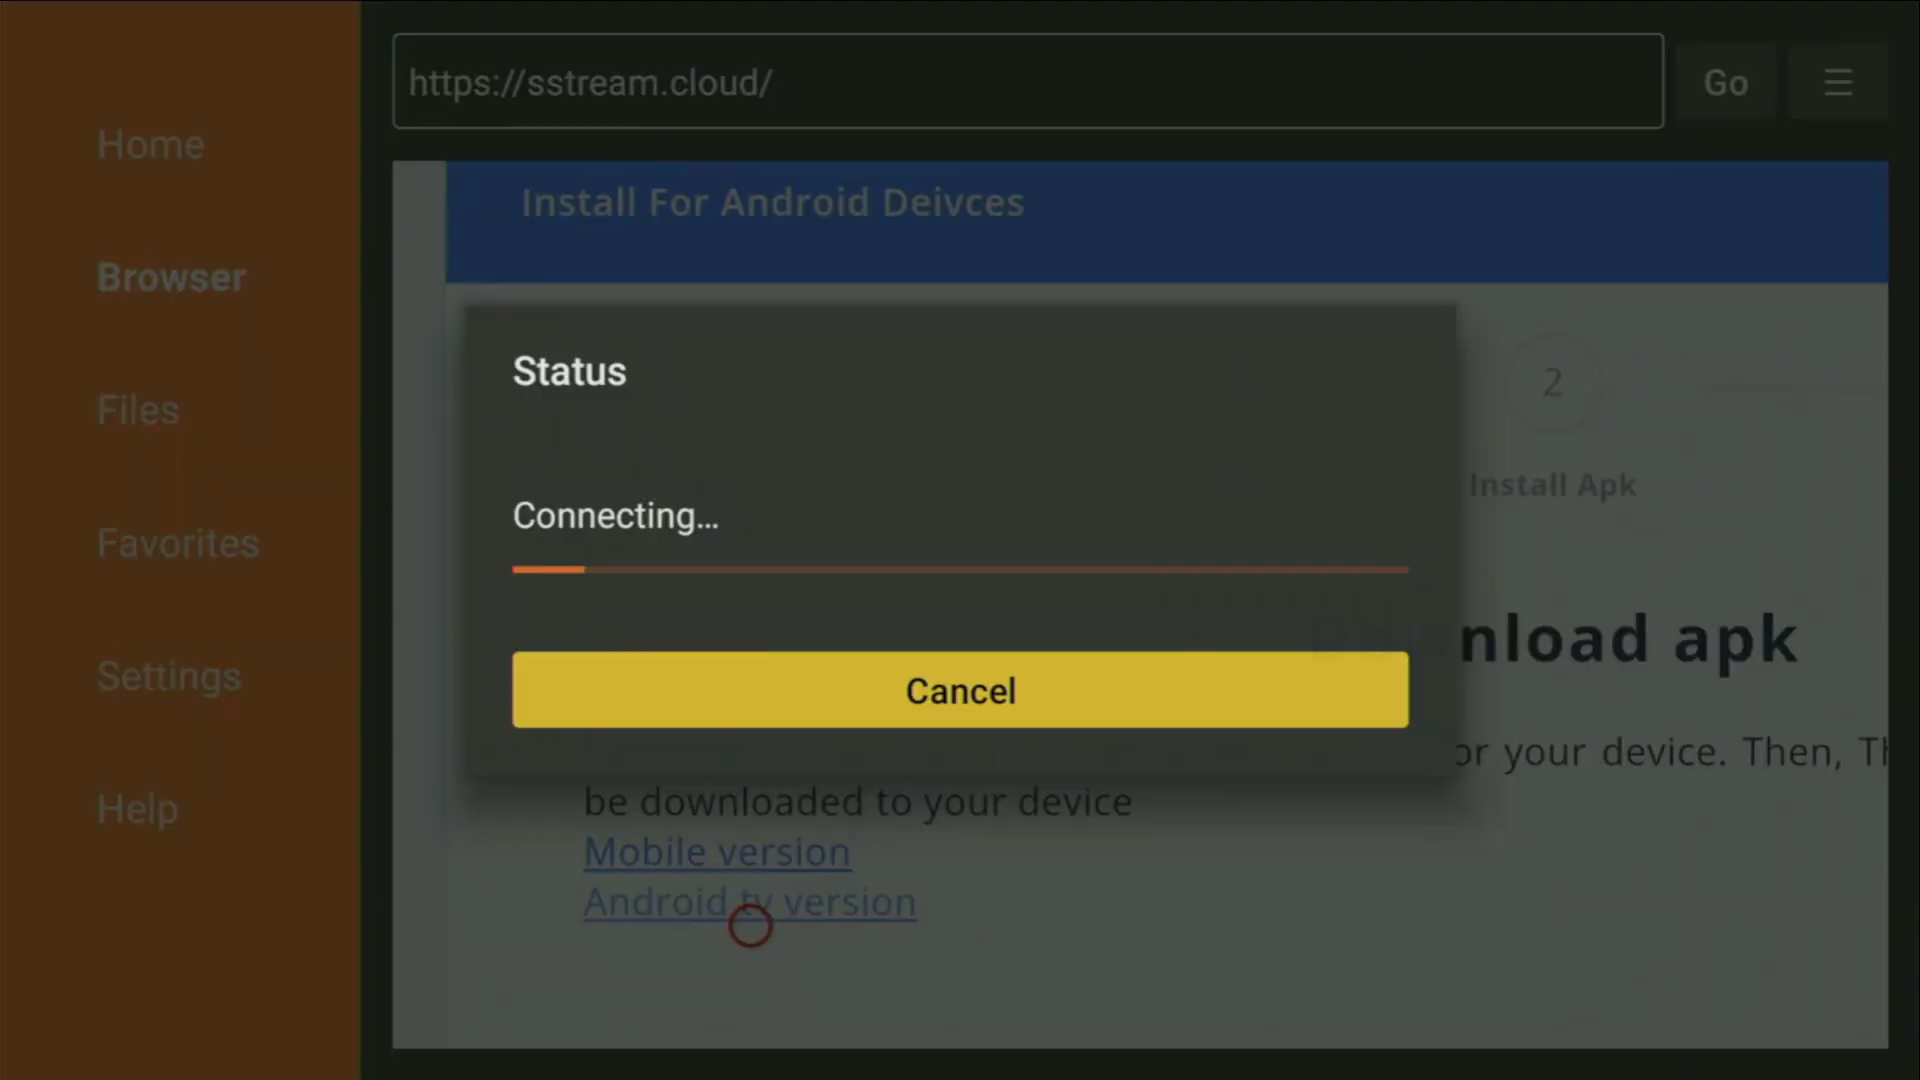 https://sstream.cloud/
Go
Home
Browser
Files
Favorites
Settings
Help
Install For Android Deivces
Status
Connecting...
Cancel
2
Install Apk
nload apk
or your device. Then, Th
be downloaded to your device
Mobile version
Android tv version